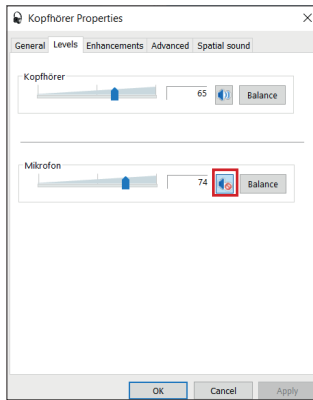 Kopfhörer Properties
General Levels Enhancements Advanced Spatial sound
Kopfhörer
65 Balance
Mikrofon
74 Balance
OK Cancel Apply